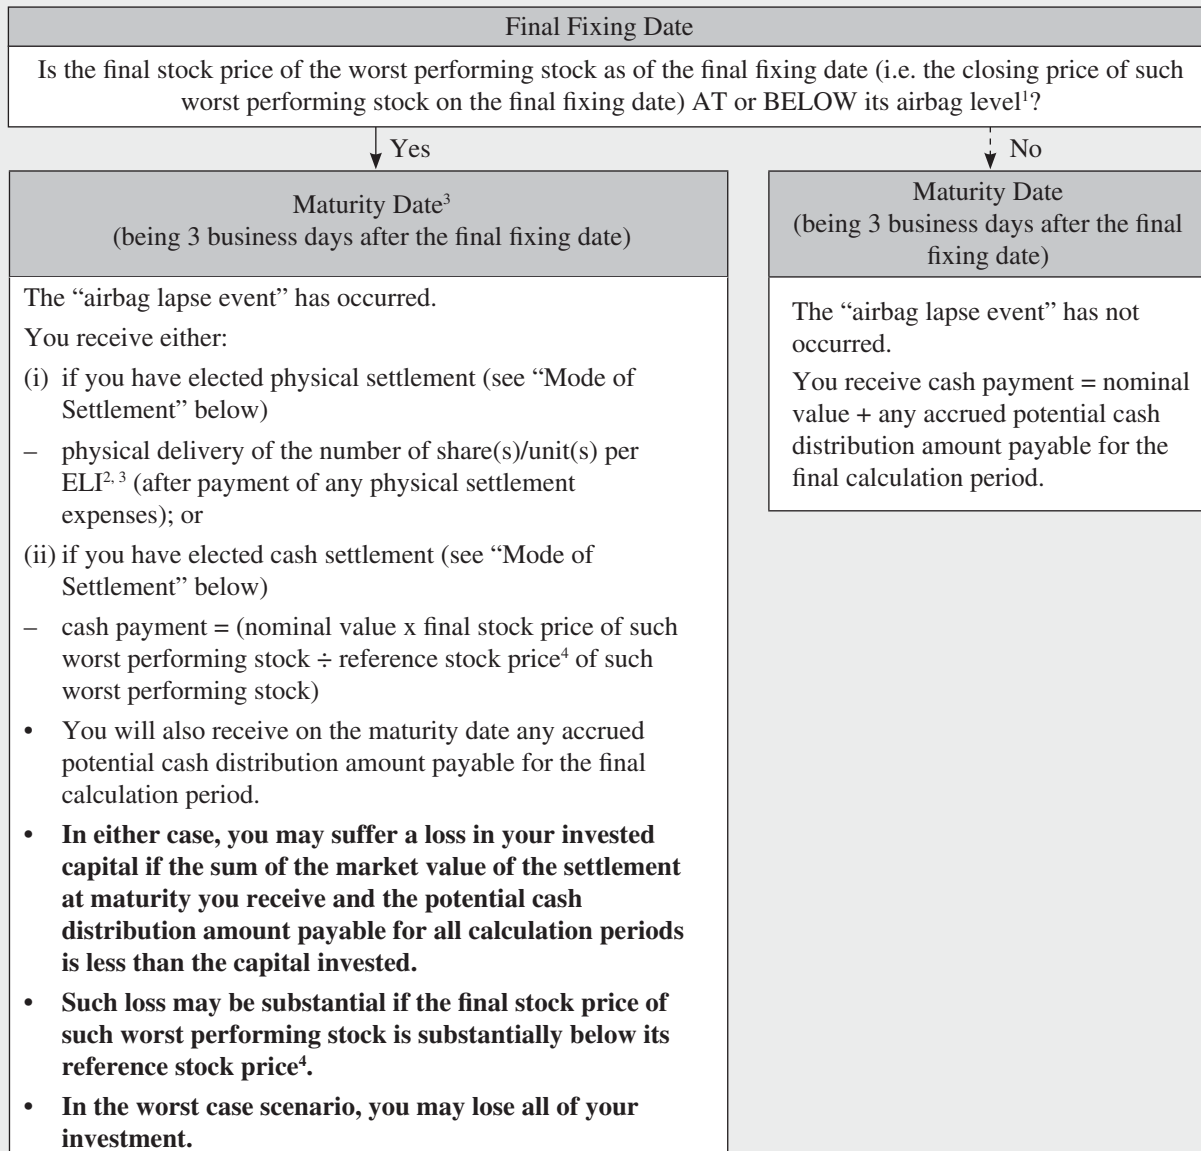 Final Fixing Date
Is the final stock price of the worst performing stock as of the final fixing date (i.e. the closing price of such
worst performing stock on the final fixing date) AT or BELOW its airbag level¹?
Yes
No
Maturity Date³
(being 3 business days after the final fixing date)
The “airbag lapse event” has occurred.
You receive either:
(i) if you have elected physical settlement (see “Mode of
Settlement” below)
– physical delivery of the number of share(s)/unit(s) per
ELI², ³ (after payment of any physical settlement
expenses); or
(ii) if you have elected cash settlement (see “Mode of
Settlement” below)
– cash payment = (nominal value x final stock price of such
worst performing stock ÷ reference stock price⁴ of such
worst performing stock)
• You will also receive on the maturity date any accrued
potential cash distribution amount payable for the final
calculation period.
• In either case, you may suffer a loss in your invested
capital if the sum of the market value of the settlement
at maturity you receive and the potential cash
distribution amount payable for all calculation periods
is less than the capital invested.
• Such loss may be substantial if the final stock price of
such worst performing stock is substantially below its
reference stock price⁴.
• In the worst case scenario, you may lose all of your
investment.
Maturity Date
(being 3 business days after the final
fixing date)
The “airbag lapse event” has not
occurred.
You receive cash payment = nominal
value + any accrued potential cash
distribution amount payable for the
final calculation period.